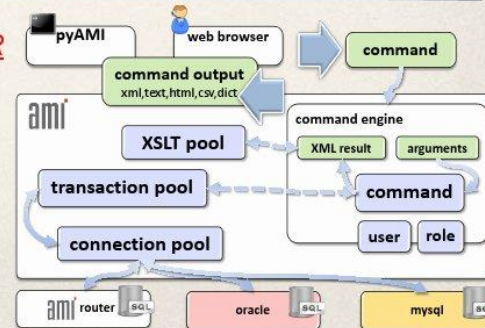 pyAMI
web browser
command
command output
xml,text,html,csv,dict
ami
command engine
XSLT pool
XML result
arguments
transaction pool
command
connection pool
user
role
ami router
SQL
oracle
SQL
mysql
SQL